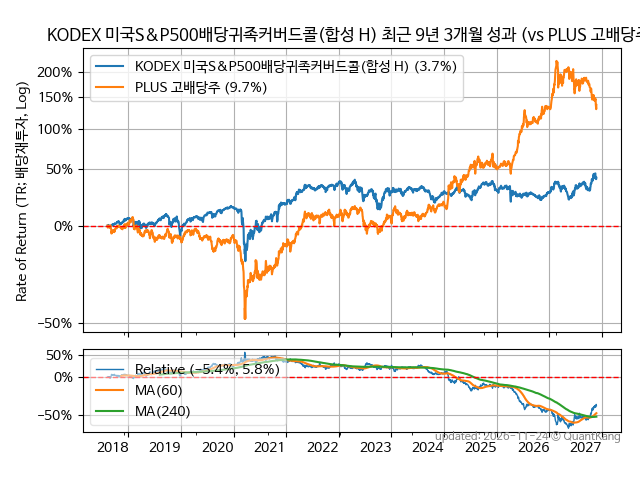 KODEX 미국S&P500배당귀족커버드콜(합성 H) 최근 9년 3개월 성과 (vs PLUS 고배당주
Rate of Return (TR: 배당재투자, Log)
200%
150%
100%
50%
0%
−50%
KODEX 미국S&P500배당귀족커버드콜(합성 H) (3.7%)
PLUS 고배당주 (9.7%)
50%
0%
−50%
Relative (−5.4%, 5.8%)
MA(60)
MA(240)
2018 2019 2020 2021 2022 2023 2024 2025 2026 2027
updated: 2026-11-24 © QuantKang